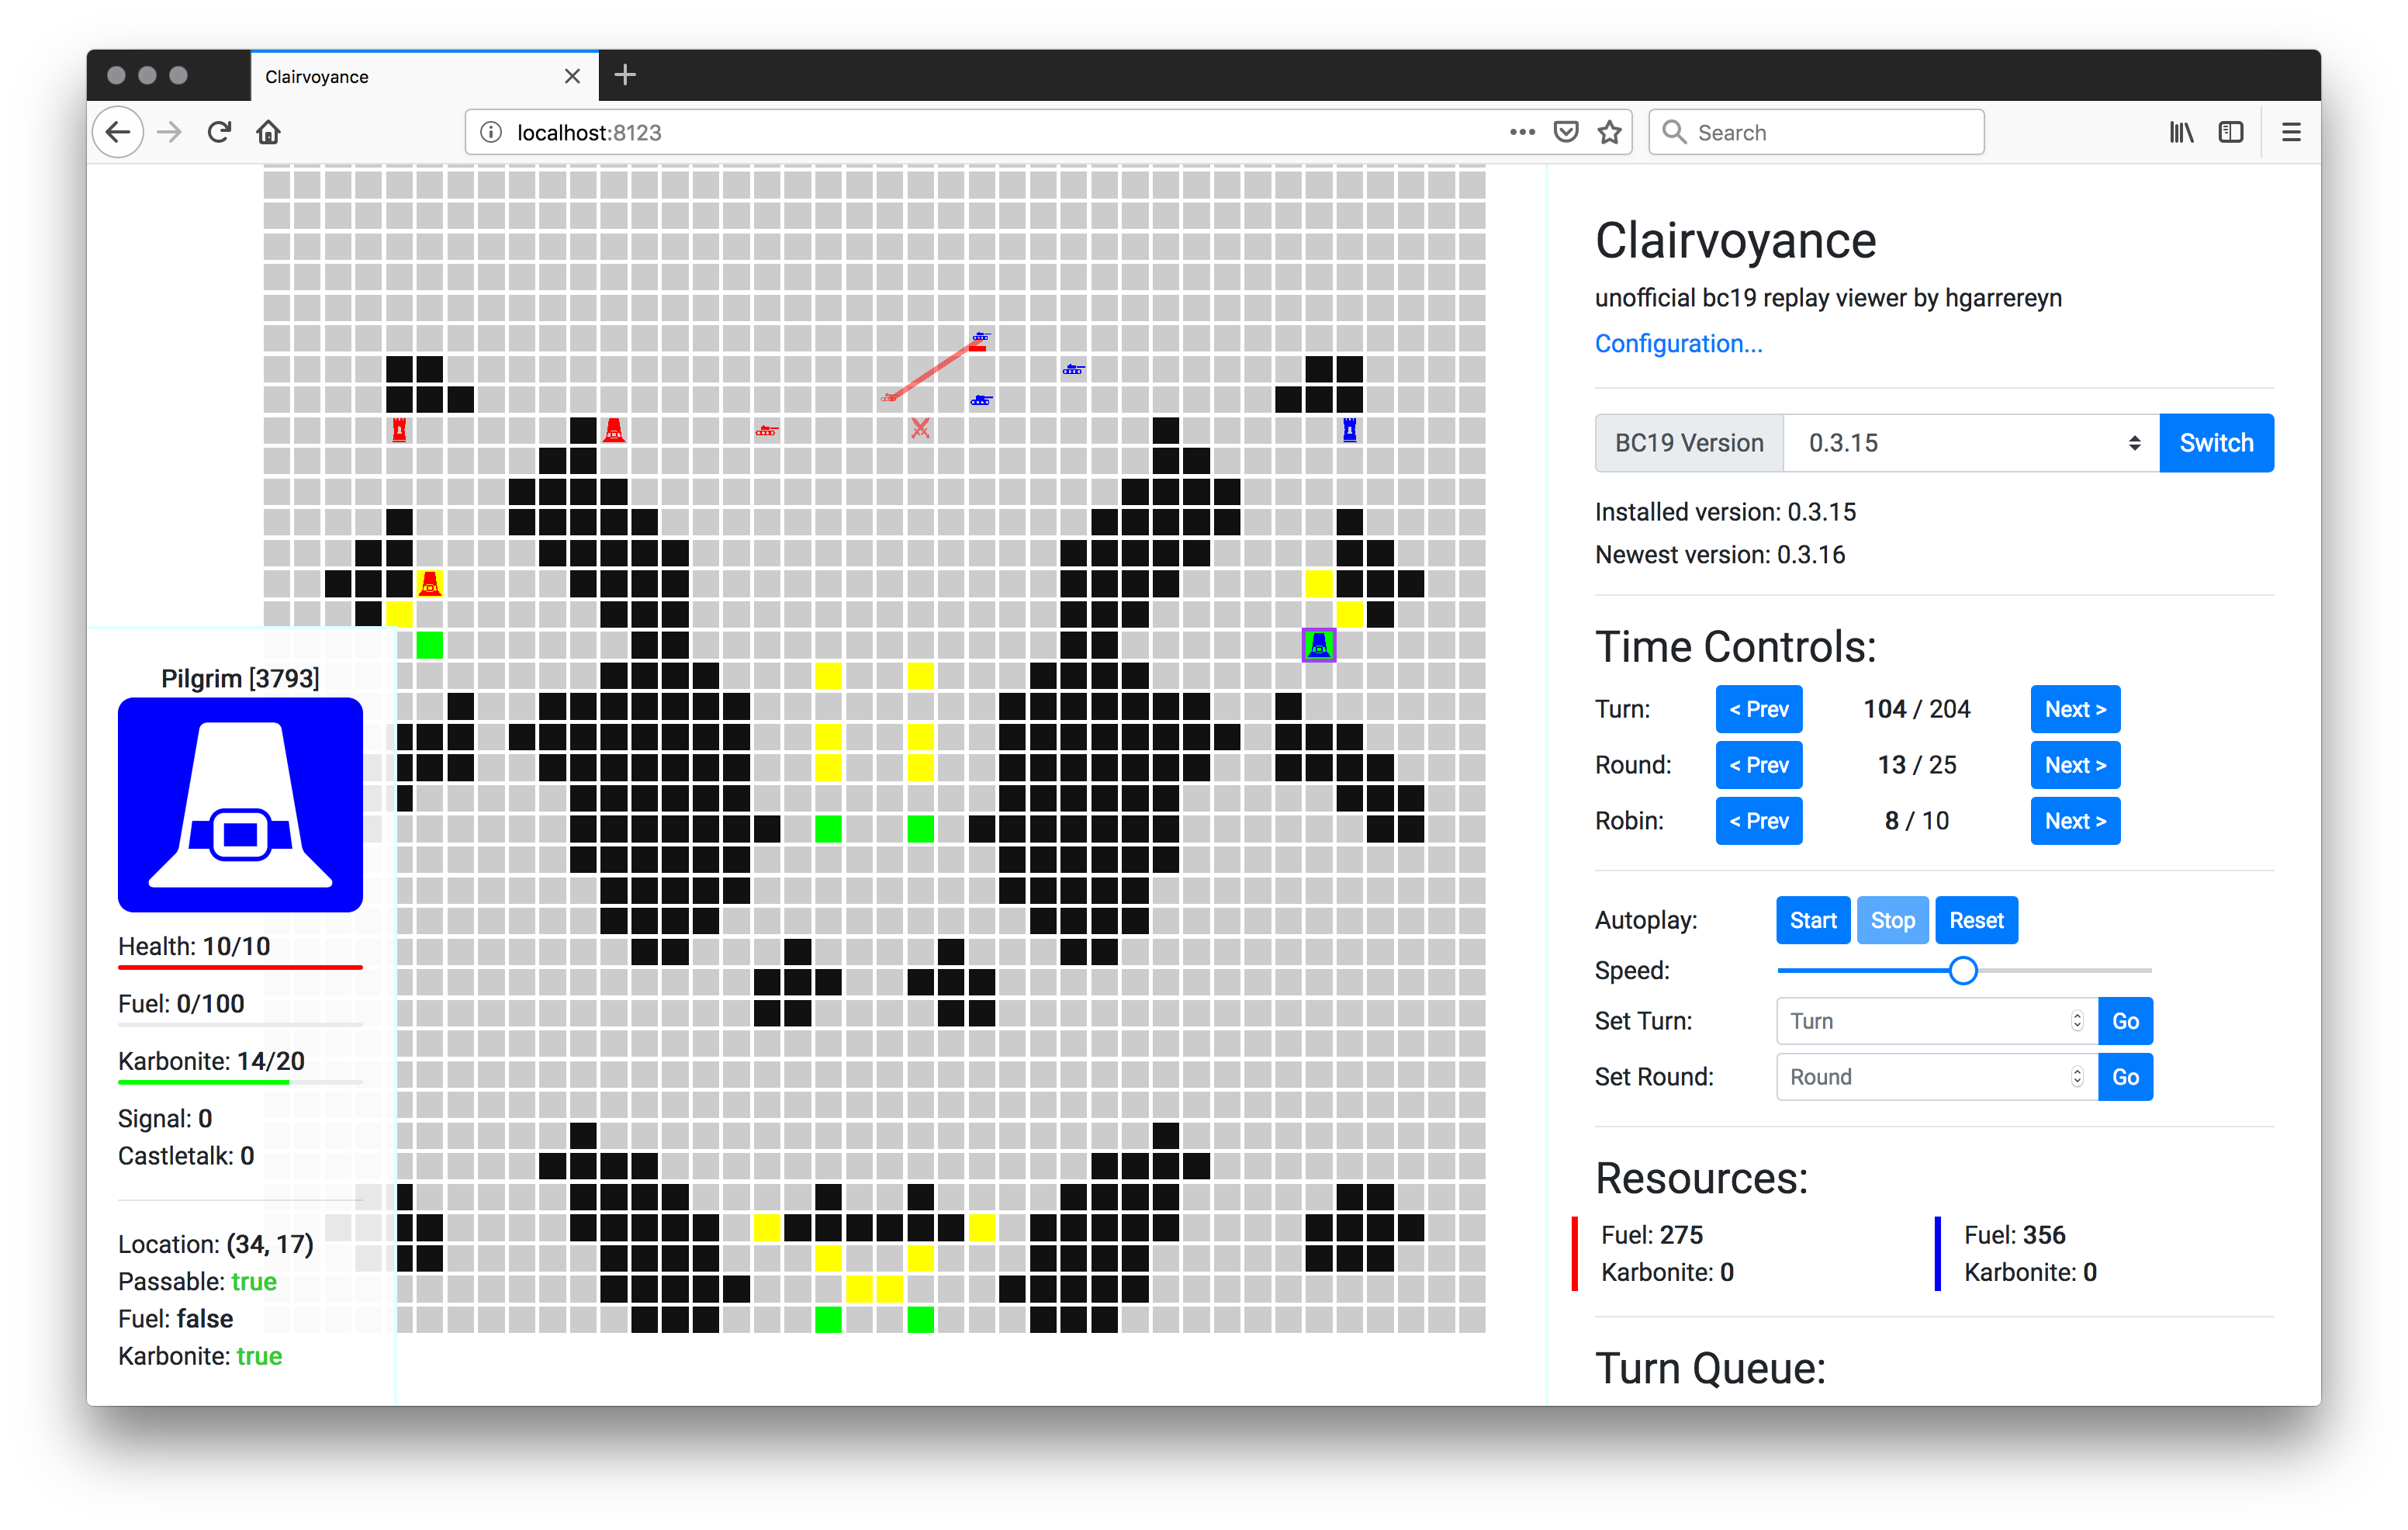 Clairvoyance
localhost:8123
Search
Pilgrim [3793]
Health: 10/10
Fuel: 0/100
Karbonite: 14/20
Signal: 0
Castletalk: 0
Location: (34, 17)
Passable: true
Fuel: false
Karbonite: true
Clairvoyance
unofficial bc19 replay viewer by hgarrereyn
Configuration...
BC19 Version 0.3.15 Switch
Installed version: 0.3.15
Newest version: 0.3.16
Time Controls:
Turn: < Prev 104 / 204 Next >
Round: < Prev 13 / 25 Next >
Robin: < Prev 8 / 10 Next >
Autoplay: Start Stop Reset
Speed:
Set Turn: Turn Go
Set Round: Round Go
Resources:
Fuel: 275 Fuel: 356
Karbonite: 0 Karbonite: 0
Turn Queue: